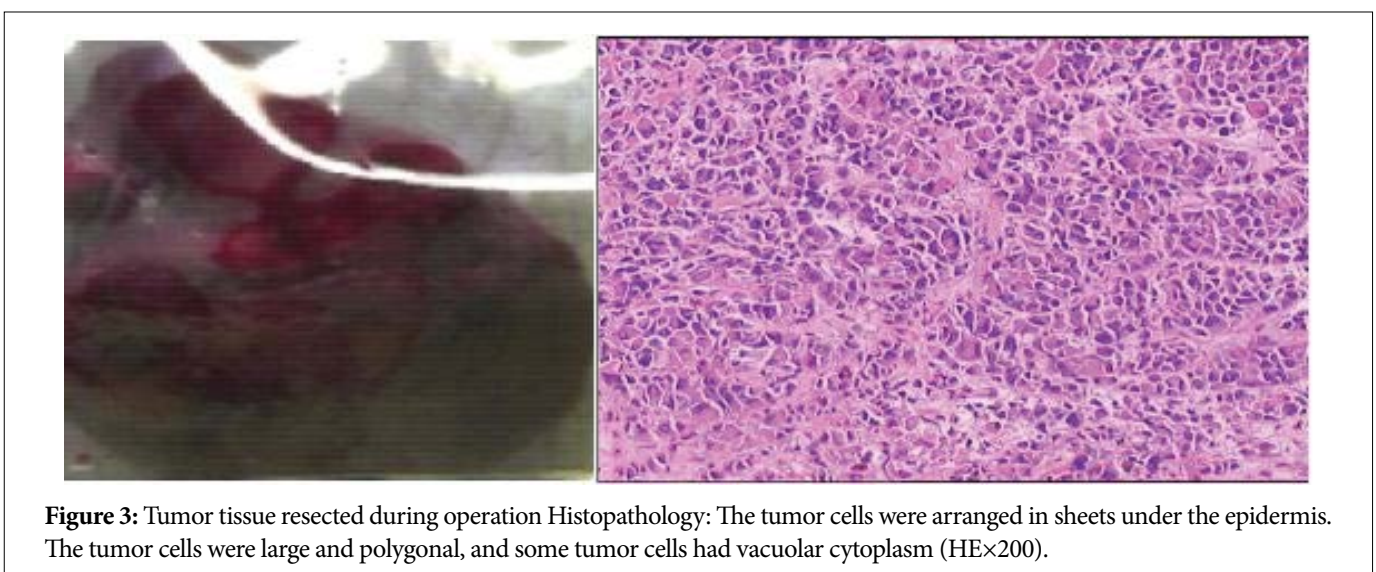 Figure 3: Tumor tissue resected during operation Histopathology: The tumor cells were arranged in sheets under the epidermis.
The tumor cells were large and polygonal, and some tumor cells had vacuolar cytoplasm (HE×200).